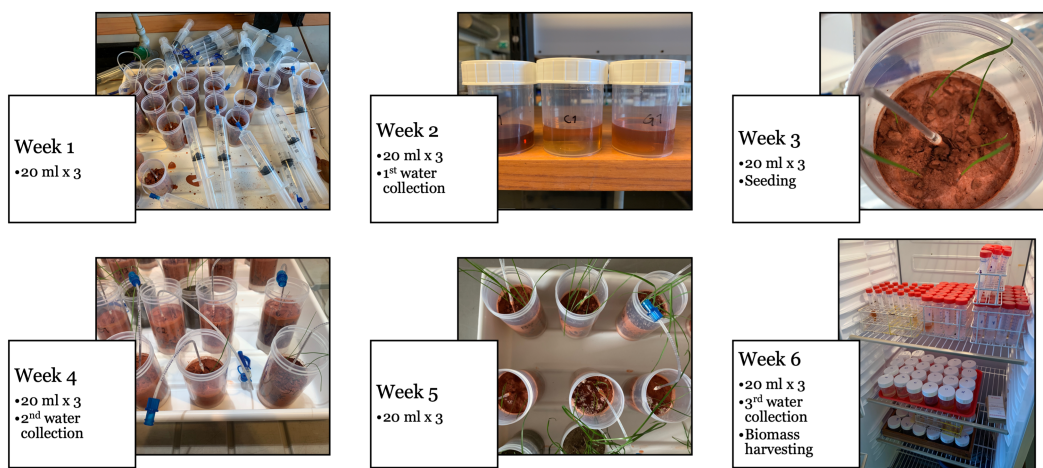 Week 1
•20 ml x 3
Week 2
•20 ml x 3
•1st water
collection
G1
G1
Week 3
•20 ml x 3
•Seeding
Week 4
•20 ml x 3
•2nd water
collection
Week 5
•20 ml x 3
Week 6
•20 ml x 3
•3rd water
collection
•Biomass
harvesting